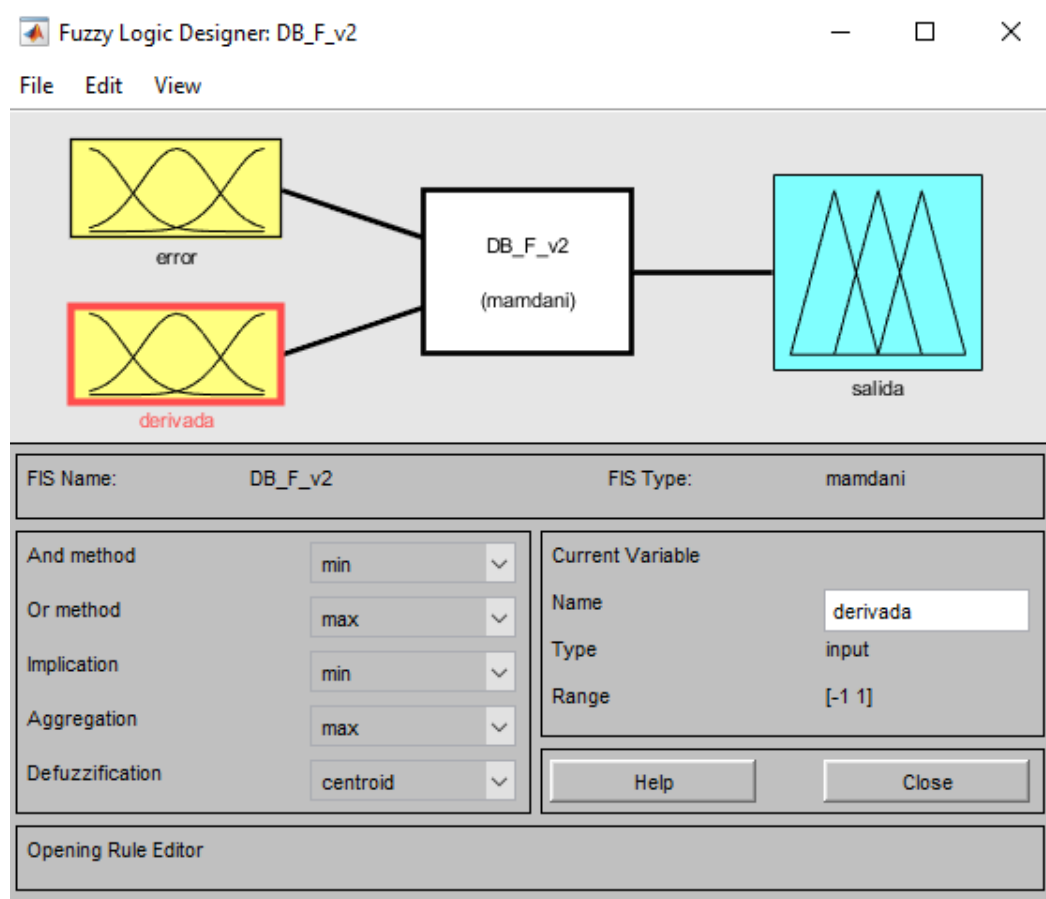 Fuzzy Logic Designer: DB_F_v2
File Edit View
error
derivada
DB_F_v2
(mamdani)
salida
FIS Name: DB_F_v2 FIS Type: mamdani
And method min
Or method max
Implication min
Aggregation max
Defuzzification centroid
Current Variable
Name derivada
Type input
Range [-1 1]
Help Close
Opening Rule Editor